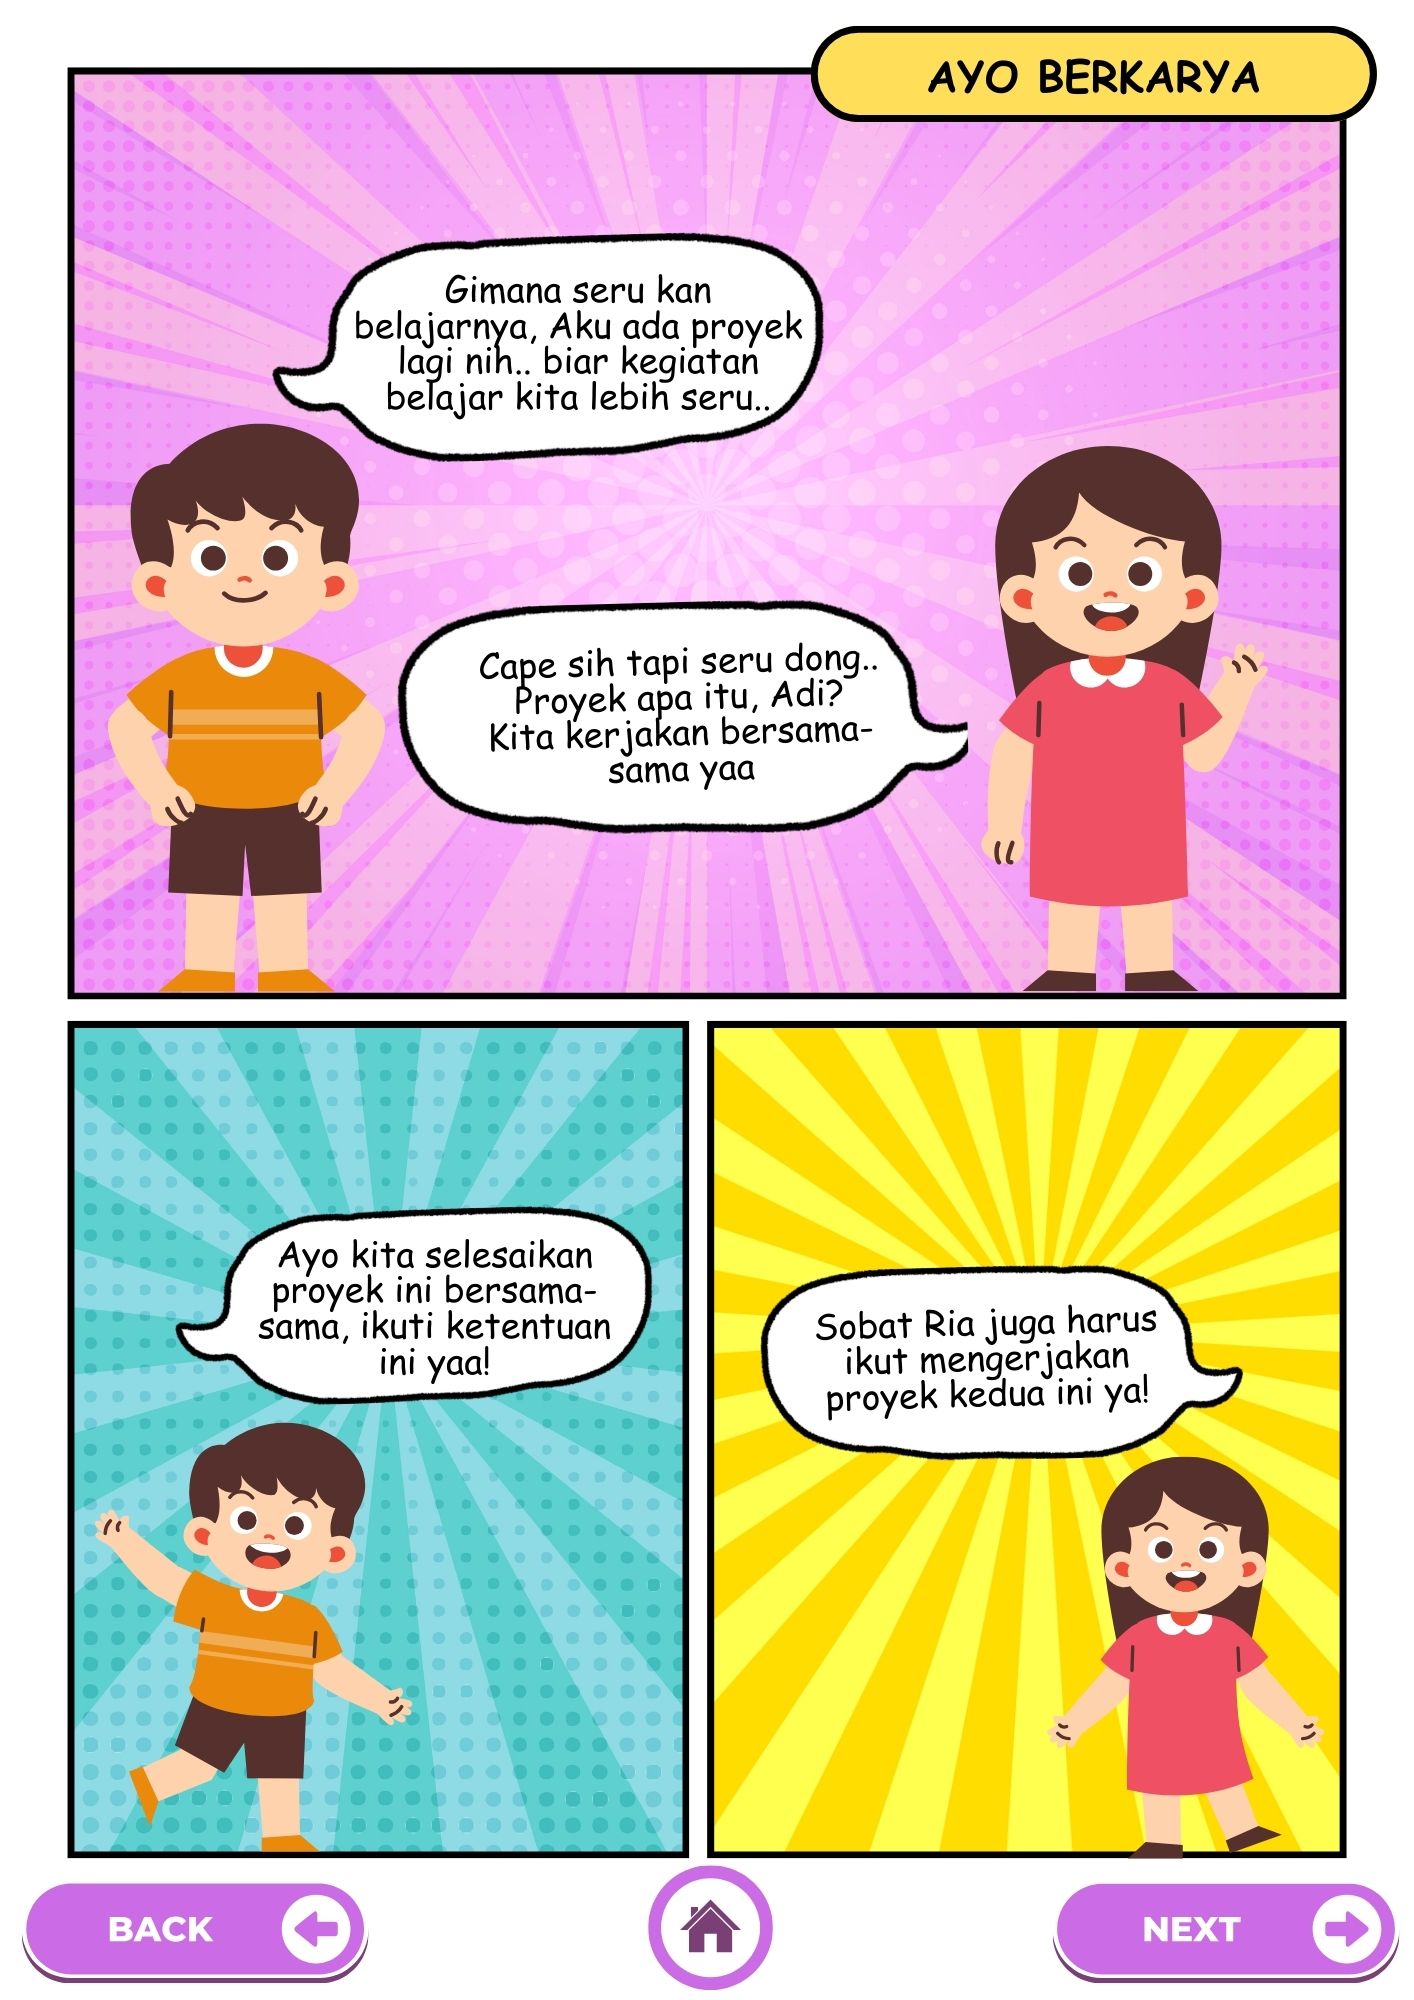 AYO BERKARYA
Gimana seru kan
belajarnya, Aku ada proyek
lagi nih.. biar kegiatan
belajar kita lebih seru..
Cape sih tapi seru dong..
Proyek apa itu, Adi?
Kita kerjakan bersama-
sama yaa
Ayo kita selesaikan
proyek ini bersama-
sama, ikuti ketentuan
ini yaa!
Sobat Ria juga harus
ikut mengerjakan
proyek kedua ini ya!
BACK
NEXT